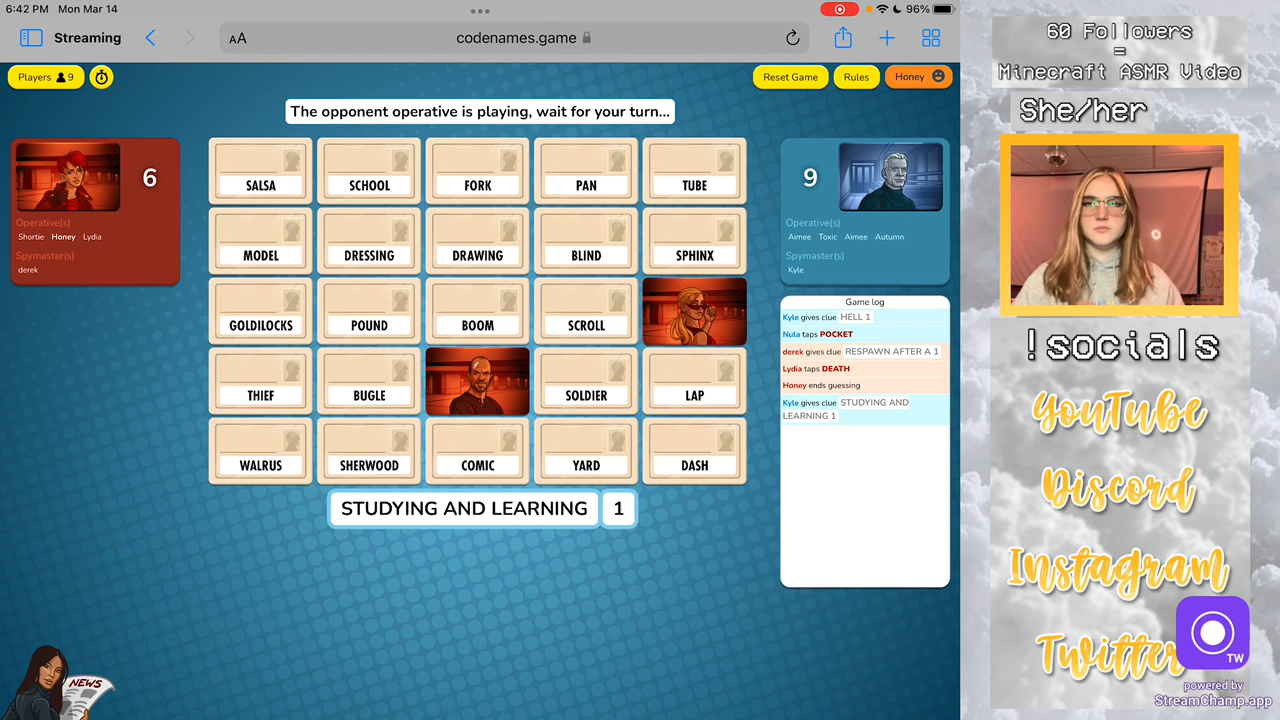 6:42 PM Mon Mar 14
96%
Streaming
AA
codenames.game
Players 9
Reset Game
Rules
Honey
The opponent operative is playing, wait for your turn...
6
Operative(s)
Shortie Honey Lydia
Spymaster(s)
derek
SALSA SCHOOL FORK PAN TUBE
MODEL DRESSING DRAWING BLIND SPHINX
GOLDILOCKS POUND BOOM SCROLL
THIEF BUGLE SOLDIER LAP
WALRUS SHERWOOD COMIC YARD DASH
STUDYING AND LEARNING 1
9
Operative(s)
Aimee Toxic Aimee Autumn
Spymaster(s)
Kyle
Game log
Kyle gives clue HELL 1
Nula taps POCKET
derek gives clue RESPAWN AFTER A 1
Lydia taps DEATH
Honey ends guessing
Kyle gives clue STUDYING AND
LEARNING 1
NEWS
60 Followers
=
Minecraft ASMR Video
She/her
!socials
YouTube
Discord
Instagram
Twitter
TW
powered by
StreamChamp.app